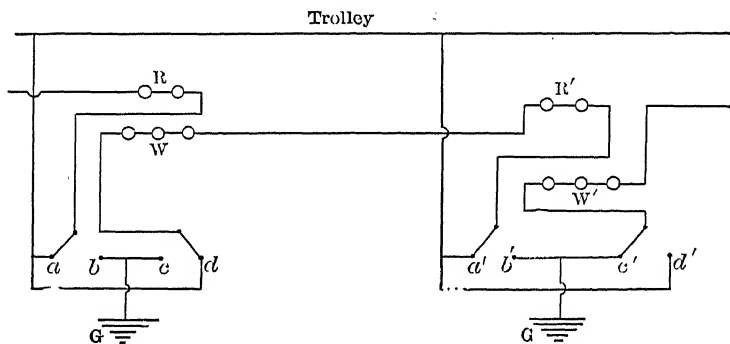 Trolley
R
R′
W
W′
a b c d
a′ b′ c′ d′
G
G